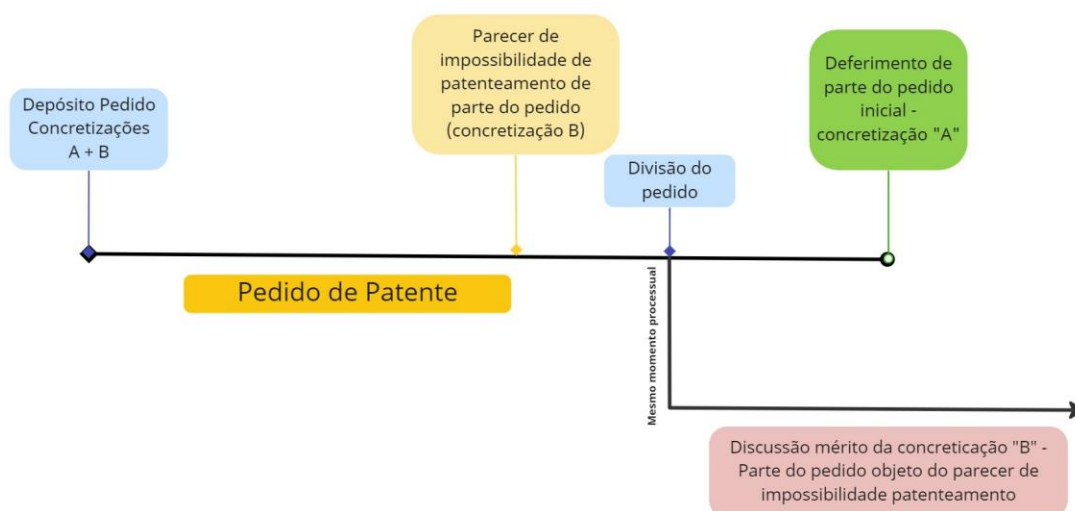 Depósito Pedido
Concretizações
A + B
Parecer de
impossibilidade de
patenteamento de
parte do pedido
(concretização B)
Divisão do
pedido
Deferimento de
parte do pedido
inicial -
concretização "A"
Pedido de Patente
Mesmo momento processual
Discussão mérito da concreticação "B" -
Parte do pedido objeto do parecer de
impossibilidade patenteamento